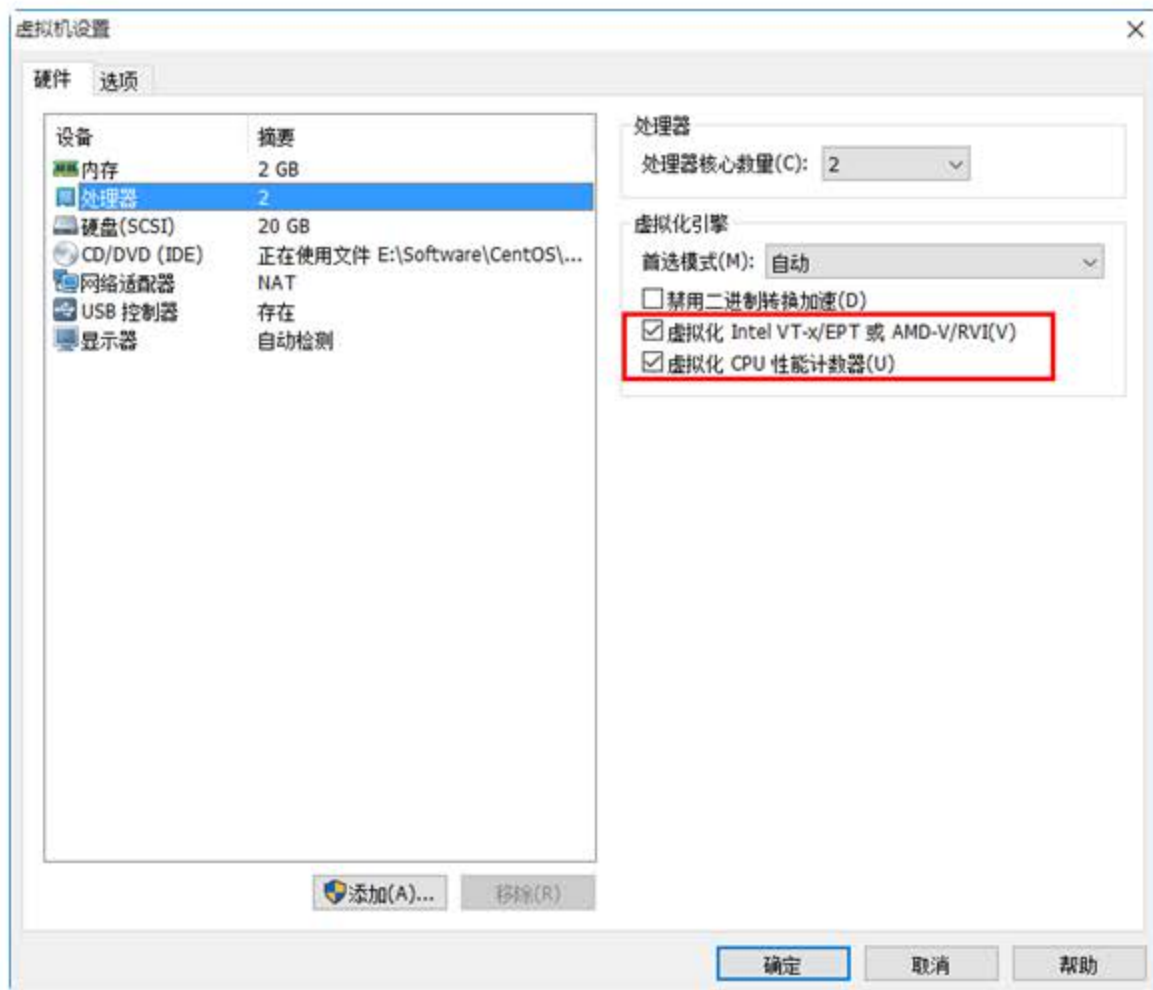 虚拟机设置
硬件 选项
设备 摘要
内存 2 GB
处理器 2
硬盘(SCSI) 20 GB
CD/DVD (IDE) 正在使用文件 E:\Software\CentOS\...
网络适配器 NAT
USB 控制器 存在
显示器 自动检测
添加(A)... 移除(R)
处理器
处理器核心数量(C): 2
虚拟化引擎
首选模式(M): 自动
禁用二进制转换加速(D)
虚拟化 Intel VT-x/EPT 或 AMD-V/RVI(V)
虚拟化 CPU 性能计数器(U)
确定 取消 帮助